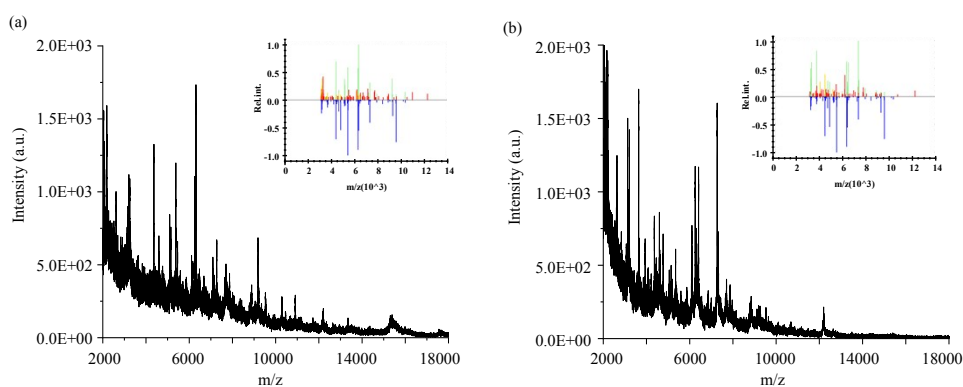 (a)
2.0E+03
1.5E+03
1.0E+03
5.0E+02
0.0E+00
Intensity (a.u.)
2000 6000 10000 14000 18000
m/z
1.0
0.5
0.0
-0.5
-1.0
Rel.int.
0 2 4 6 8 10 12 14
m/z(10^3)
(b)
2.0E+03
1.5E+03
1.0E+03
5.0E+02
0.0E+00
Intensity (a.u.)
2000 6000 10000 14000 18000
m/z
1.0
0.5
0.0
-0.5
-1.0
Rel.int.
0 2 4 6 8 10 12 14
m/z(10^3)